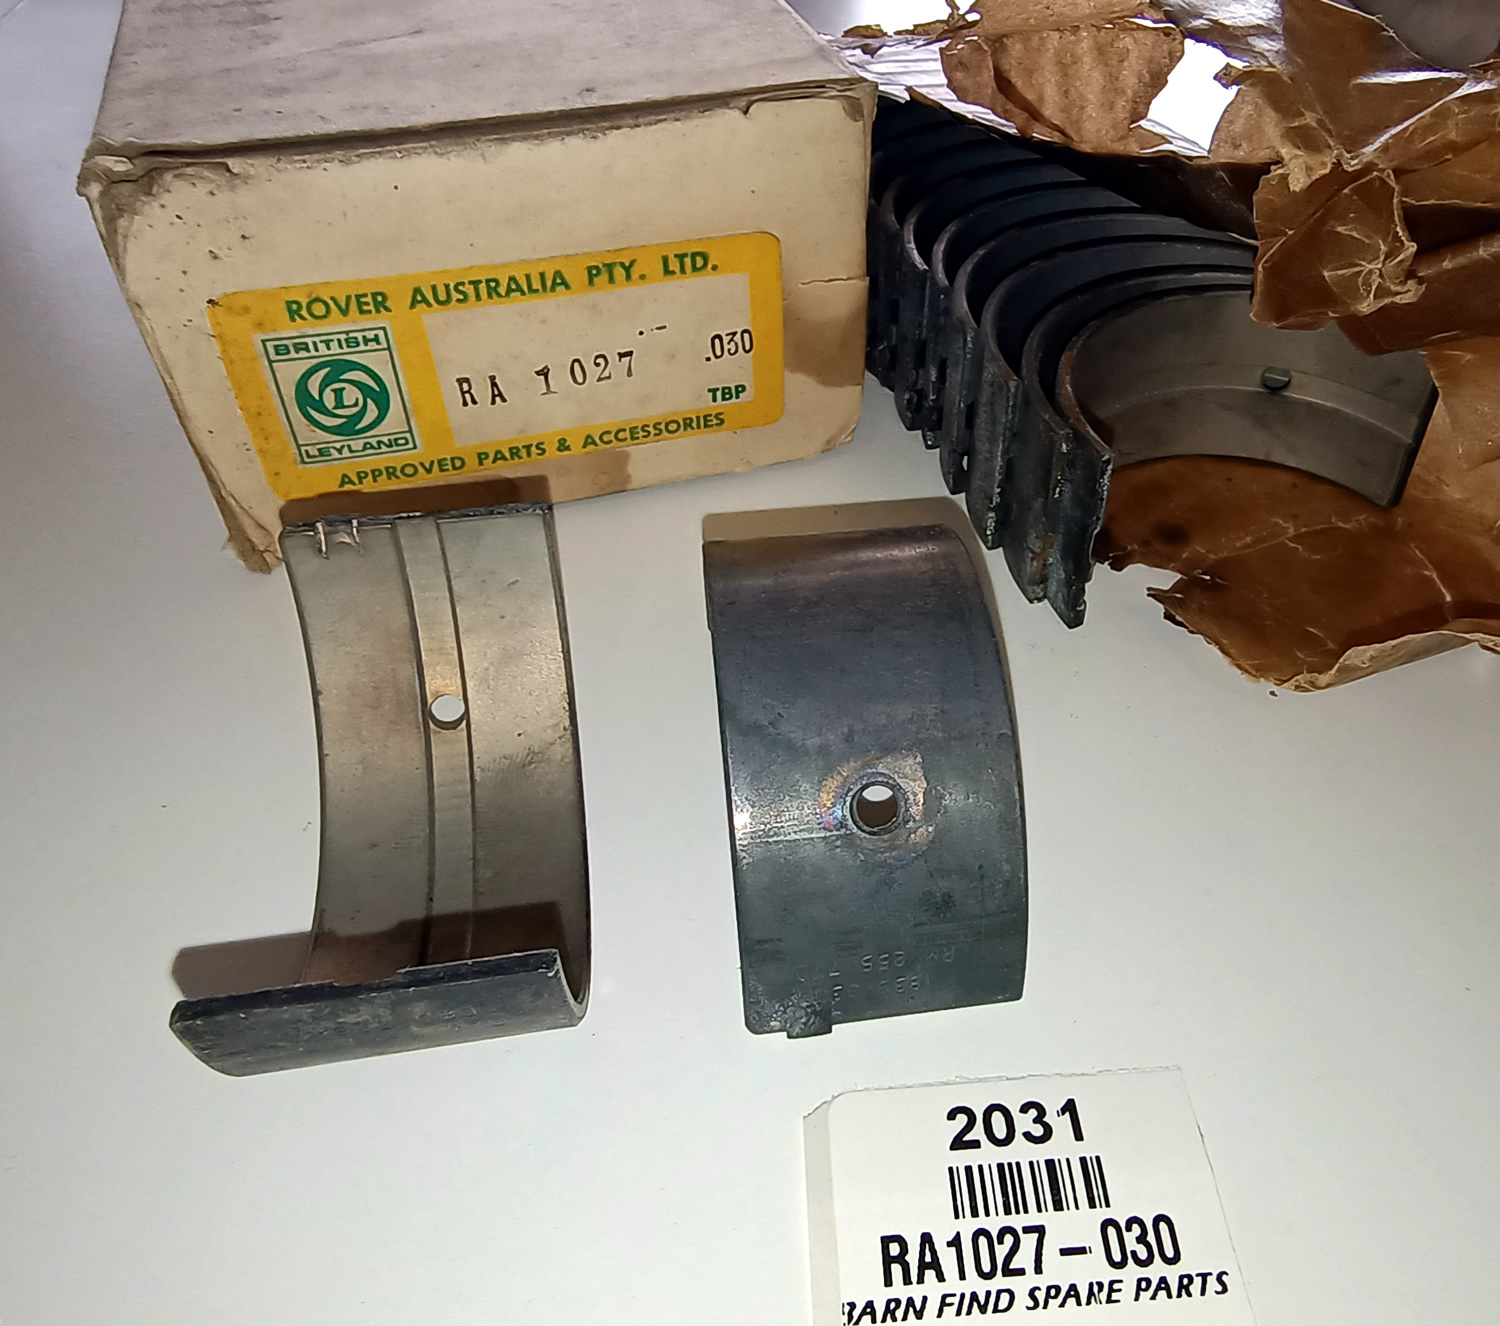 ROVER AUSTRALIA PTY. LTD.
BRITISH
L
LEYLAND
RA 1027 .030
TBP
APPROVED PARTS & ACCESSORIES
2031
RA1027-030
BARN FIND SPARE PARTS